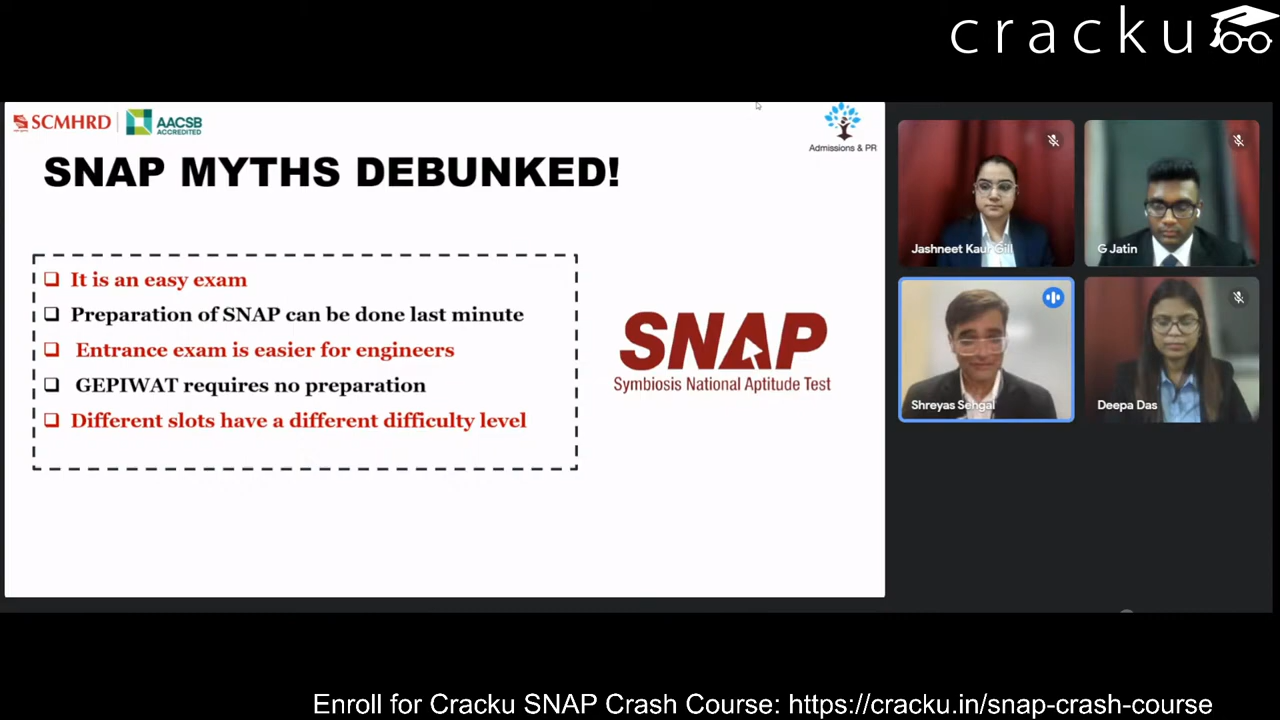 cracku
SCMHRD
AACSB
ACCREDITED
Admissions & PR
SNAP MYTHS DEBUNKED!
It is an easy exam
Preparation of SNAP can be done last minute
Entrance exam is easier for engineers
GEPIWAT requires no preparation
Different slots have a different difficulty level
SNAP
Symbiosis National Aptitude Test
Jashneet Kaur Gill
G Jatin
Shreyas Sehgal
Deepa Das
Enroll for Cracku SNAP Crash Course: https://cracku.in/snap-crash-course